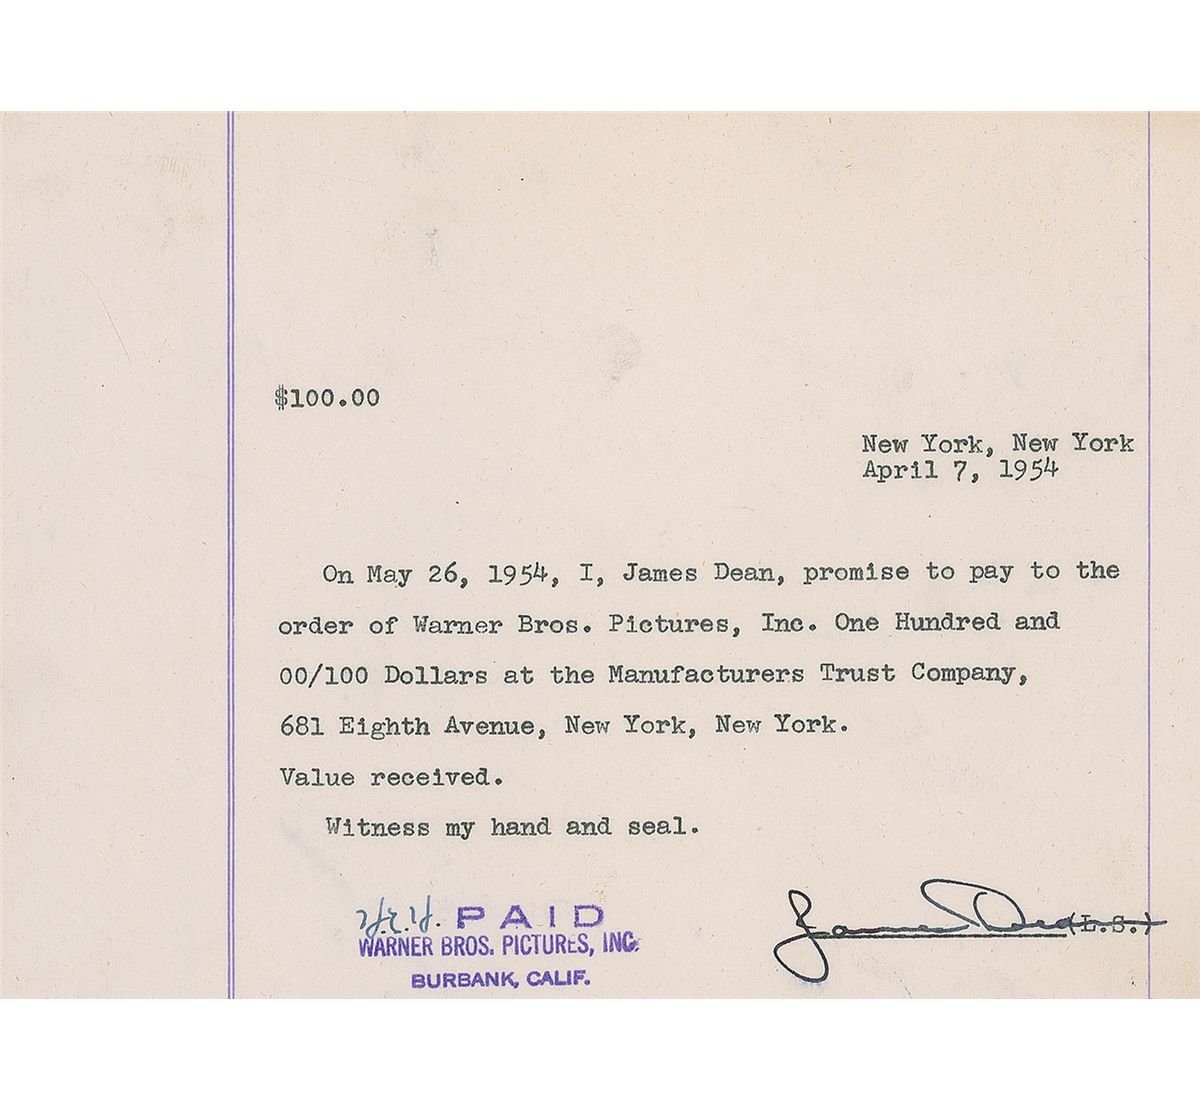 $100.00
New York, New York
April 7, 1954
On May 26, 1954, I, James Dean, promise to pay to the
order of Warner Bros. Pictures, Inc. One Hundred and
00/100 Dollars at the Manufacturers Trust Company,
681 Eighth Avenue, New York, New York.
Value received.
Witness my hand and seal.
PAID
WARNER BROS. PICTURES, INC.
BURBANK, CALIF.
James Dean (L.S.)